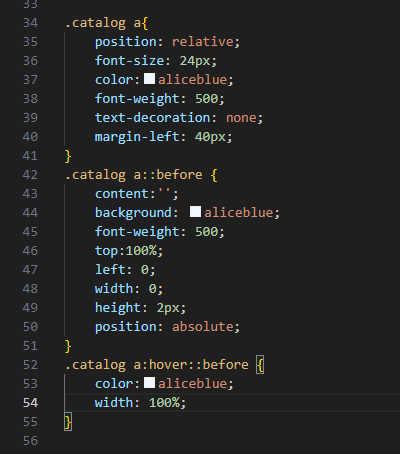 33
34 .catalog a{
35 position: relative;
36 font-size: 24px;
37 color:aliceblue;
38 font-weight: 500;
39 text-decoration: none;
40 margin-left: 40px;
41 }
42 .catalog a::before {
43 content:'';
44 background: aliceblue;
45 font-weight: 500;
46 top:100%;
47 left: 0;
48 width: 0;
49 height: 2px;
50 position: absolute;
51 }
52 .catalog a:hover::before {
53 color:aliceblue;
54 width: 100%;
55 }
56